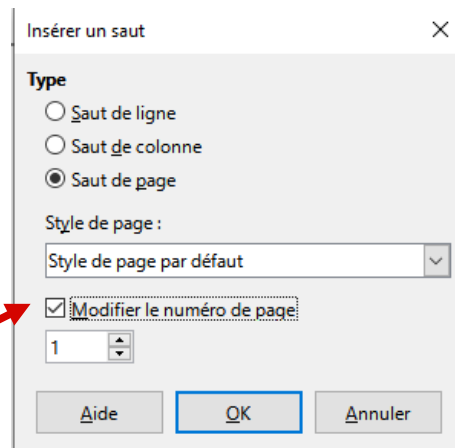 Insérer un saut
Type
Saut de ligne
Saut de colonne
Saut de page
Style de page :
Style de page par défaut
Modifier le numéro de page
1
Aide OK Annuler